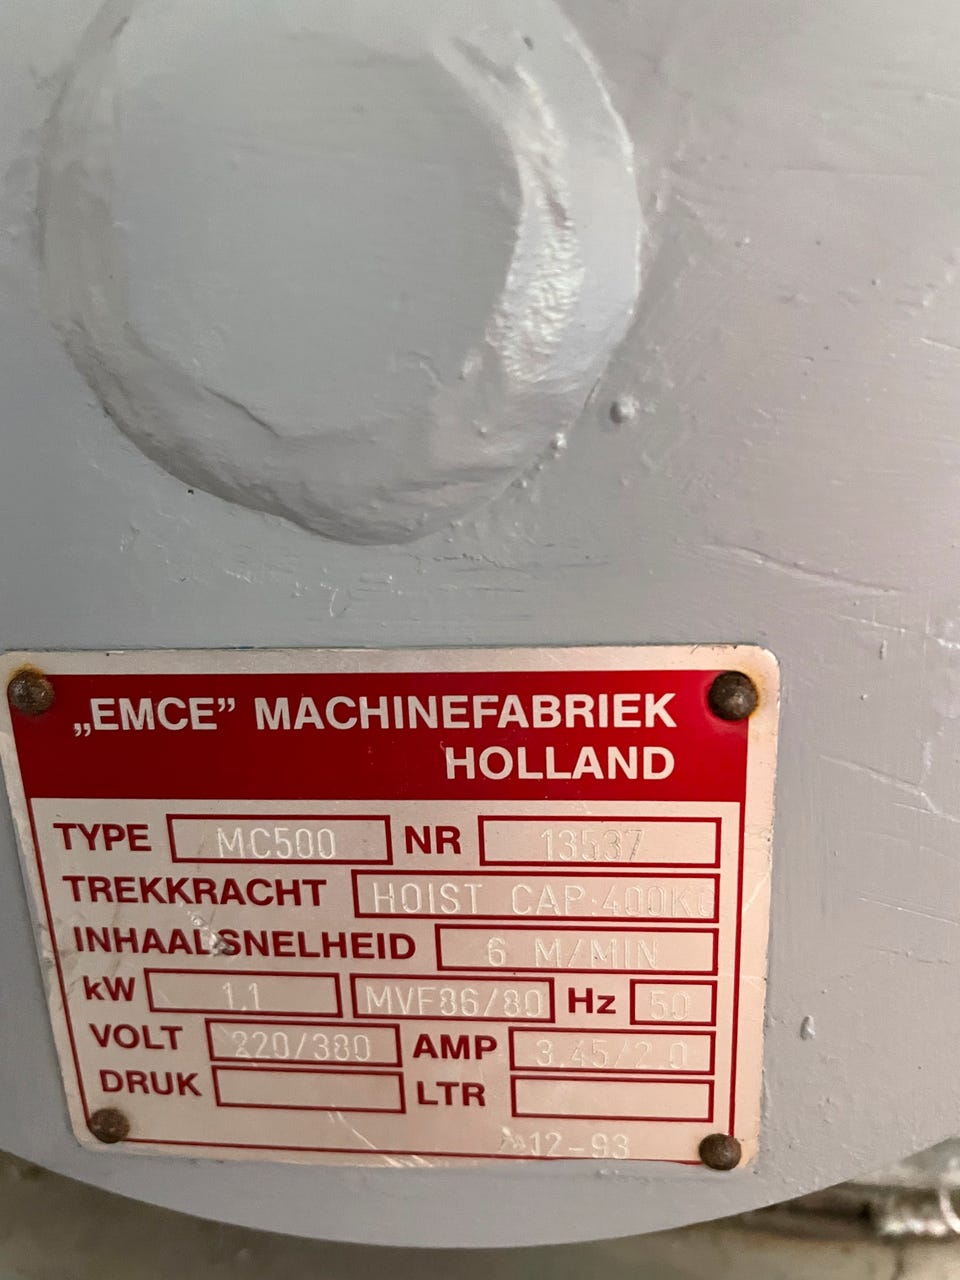 „EMCE” MACHINEFABRIEK
HOLLAND
TYPE MC500 NR 13537
TREKKRACHT HOIST CAP:400KG
INHAALSNELHEID 6 M/MIN
kW 1.1 MVF86/80 Hz 50
VOLT 220/380 AMP 3.45/2.0
DRUK LTR
12-93